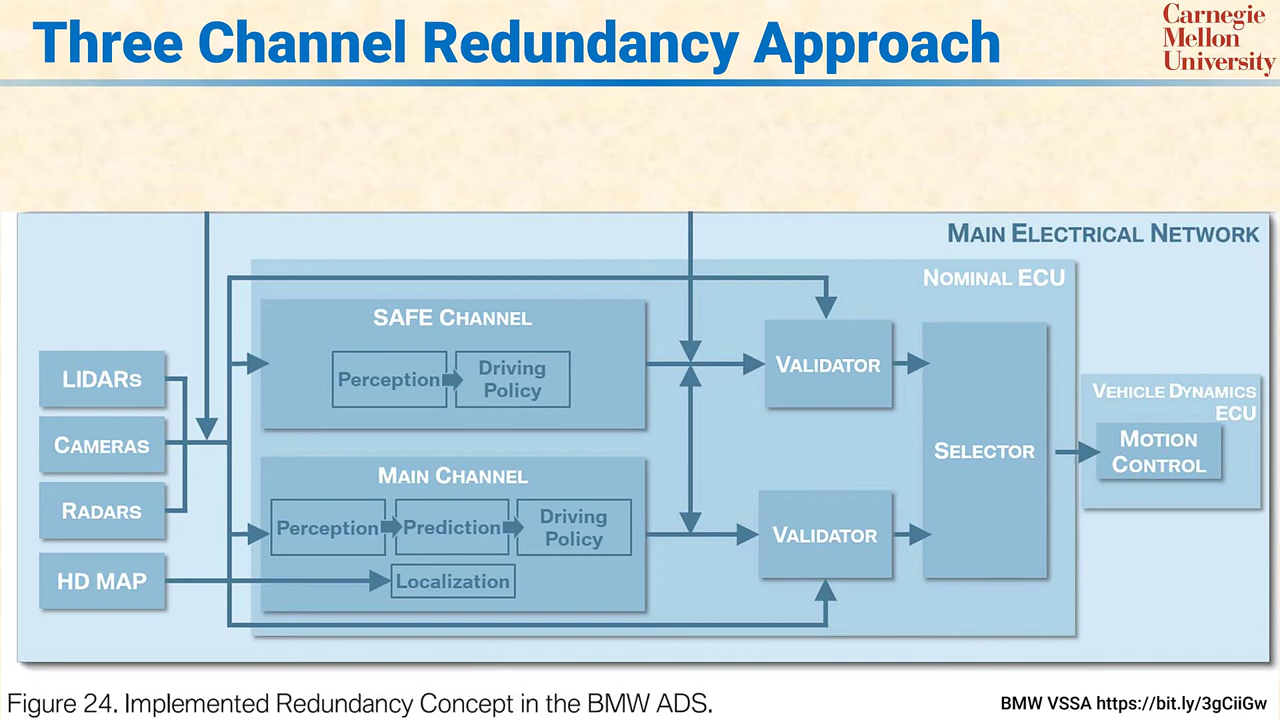 Three Channel Redundancy Approach
Carnegie
Mellon
University
MAIN ELECTRICAL NETWORK
NOMINAL ECU
SAFE CHANNEL
Perception
Driving
Policy
LIDARs
CAMERAS
RADARS
HD MAP
MAIN CHANNEL
Perception
Prediction
Driving
Policy
Localization
VALIDATOR
VALIDATOR
SELECTOR
VEHICLE DYNAMICS
ECU
MOTION
CONTROL
Figure 24. Implemented Redundancy Concept in the BMW ADS.
BMW VSSA https://bit.ly/3gCiiGw